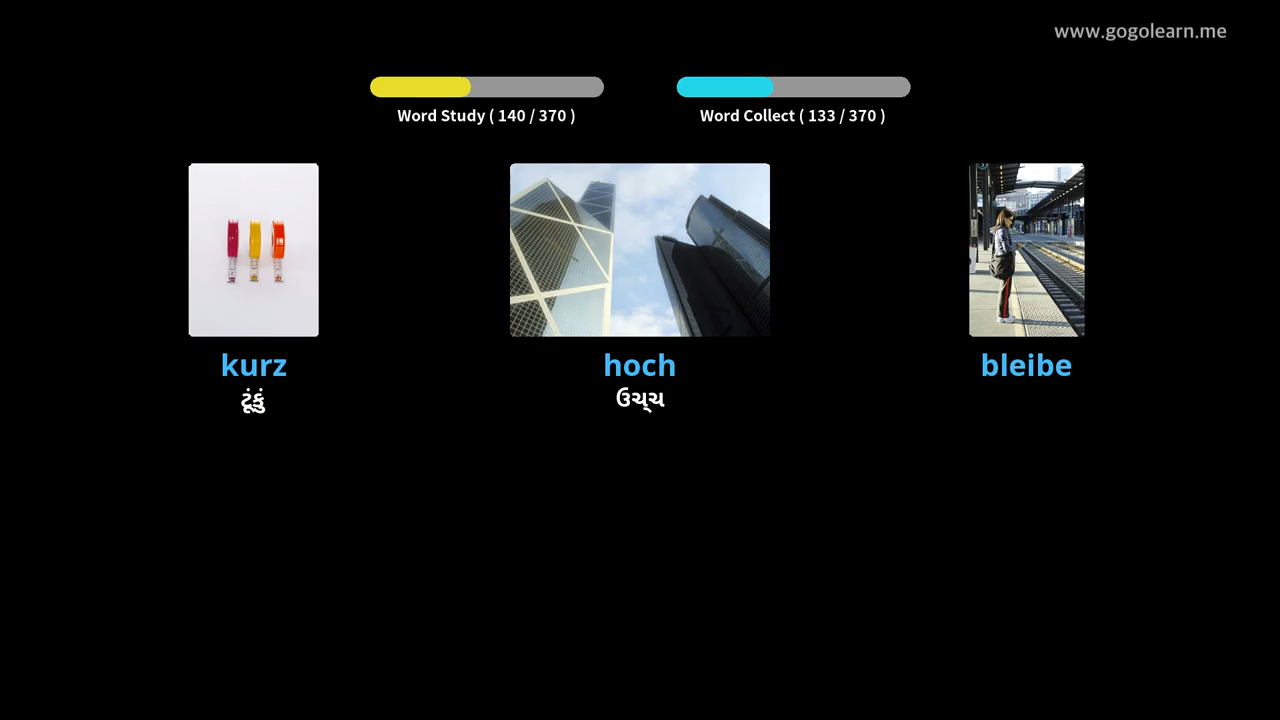 www.gogolearn.me
Word Study ( 140 / 370 )
Word Collect ( 133 / 370 )
kurz
ટૂંકું
hoch
ઉચ્ચ
bleibe